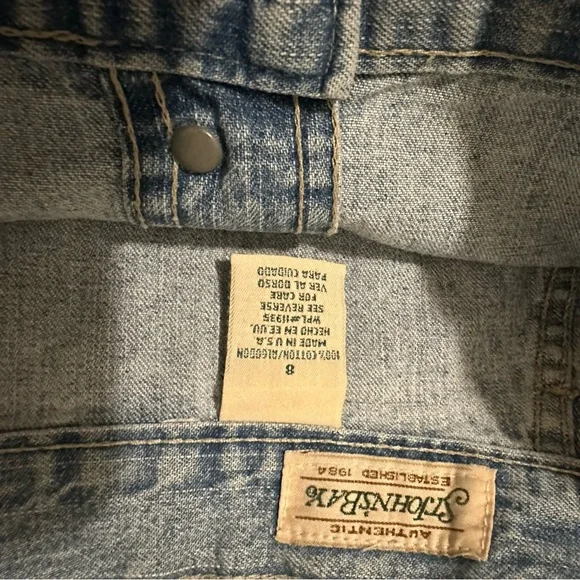 8
100% COTTON/ALGODON
MADE IN U.S.A.
HECHO EN EE.UU.
WPL#11935
SEE REVERSE
FOR CARE
VER AL DORSO
PARA CUIDADO
AUTHENTIC
ST.JOHN'S BAY
ESTABLISHED 1984